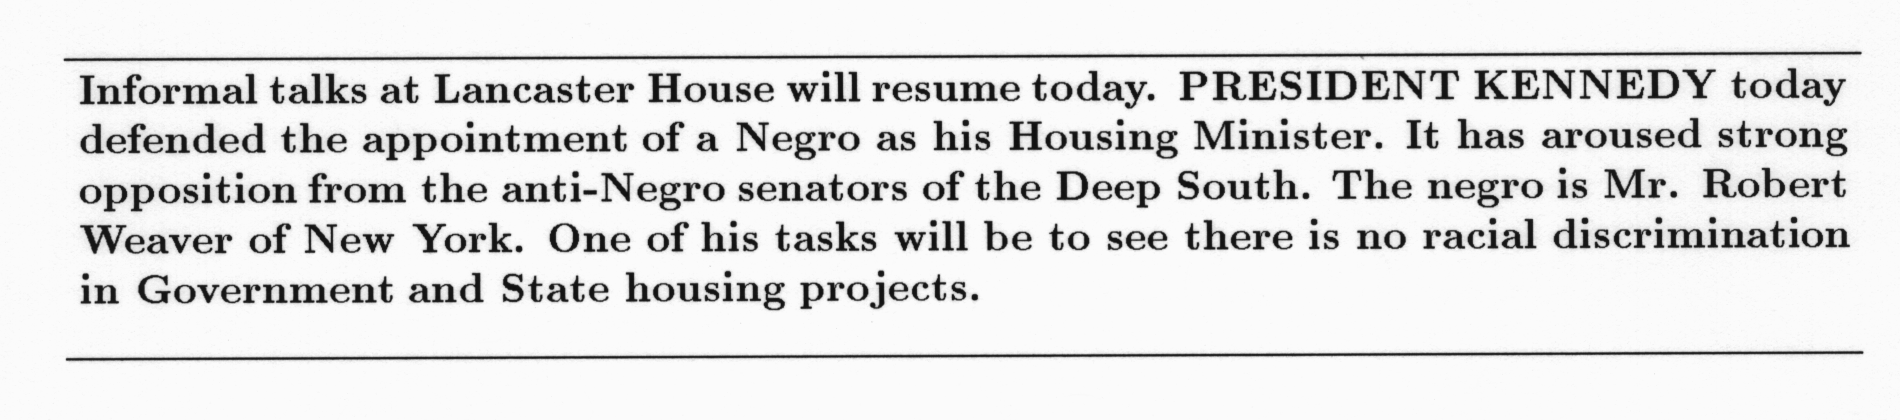 Informal talks at Lancaster House will resume today. PRESIDENT KENNEDY today
defended the appointment of a Negro as his Housing Minister. It has aroused strong
opposition from the anti-Negro senators of the Deep South. The negro is Mr. Robert
Weaver of New York. One of his tasks will be to see there is no racial discrimination
in Government and State housing projects.